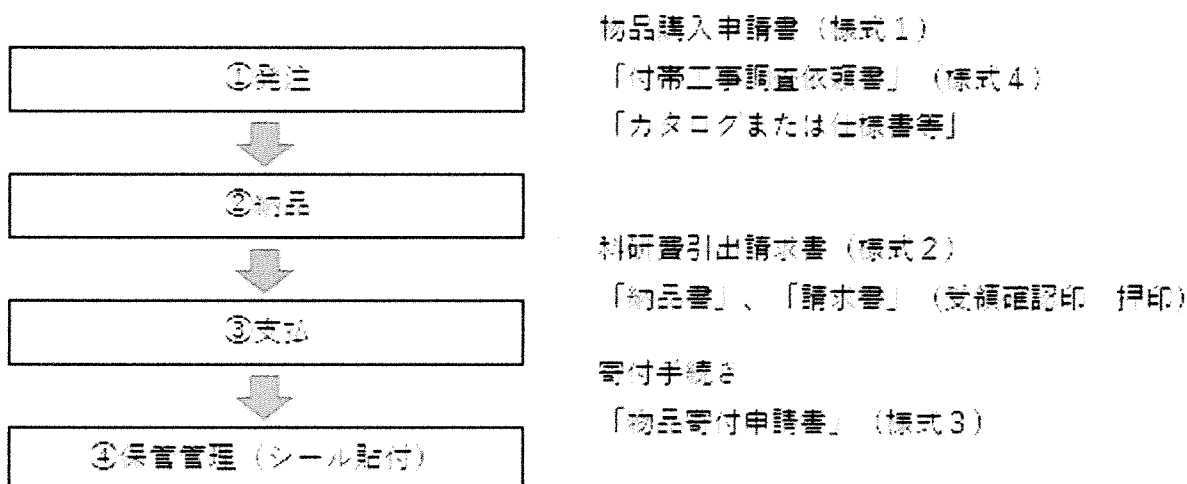 物品購入申請書（様式１）
①発注
「付帯工事調査依頼書」（様式４）
「カタログまたは仕様書等」
②納品
科研費引出請求書（様式２）
「納品書」、「請求書」（受領確認印　押印）
③支払
寄付手続き
「物品寄付申請書」（様式３）
④保管管理（シール貼付）